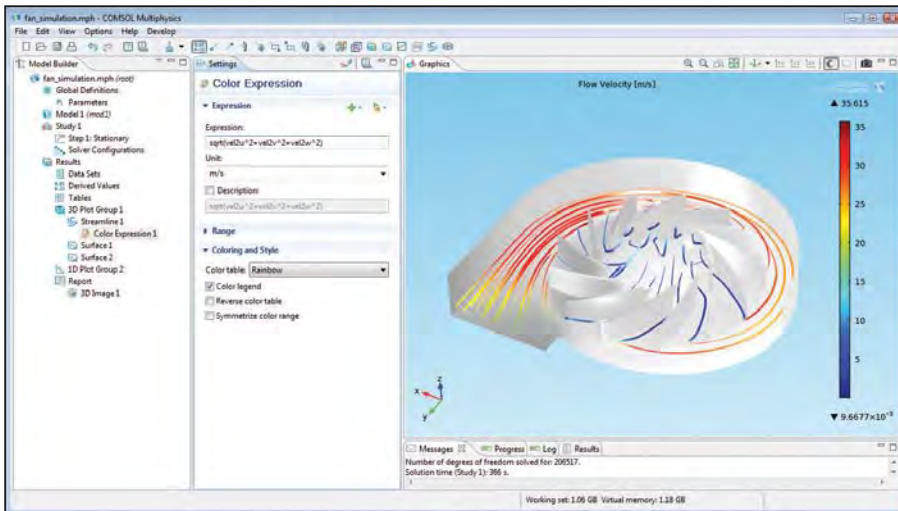 fan_simulation.mph - COMSOL Multiphysics
File Edit View Options Help Develop
Model Builder
fan_simulation.mph (root)
Global Definitions
Pi Parameters
Model 1 (mod1)
Study 1
Step 1: Stationary
Solver Configurations
Results
Data Sets
Derived Values
Tables
3D Plot Group 1
Streamline 1
Color Expression 1
Surface 1
Surface 2
1D Plot Group 2
Report
3D Image 1
Settings
Color Expression
Expression
Expression:
sqrt(vel2u^2+vel2v^2+vel2w^2)
Unit:
m/s
Description:
sqrt(vel2u^2+vel2v^2+vel2w^2)
Range
Coloring and Style
Color table: Rainbow
Color legend
Reverse color table
Symmetrize color range
Graphics
Flow Velocity [m/s]
▲ 35.615
35
30
25
20
15
10
5
▼ 9.6677×10⁻³
z
x
y
Messages Progress Log Results
Number of degrees of freedom solved for: 206517.
Solution time (Study 1): 366 s.
Working set: 1.06 GB Virtual memory: 1.18 GB